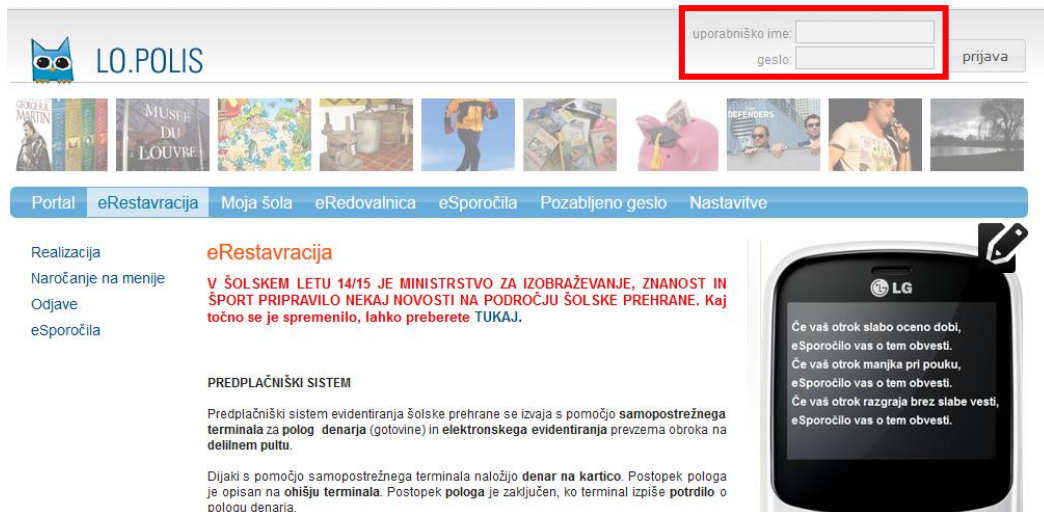 uporabniško ime:
LO.POLIS
geslo:
prijava
GEORGE R.R.
MARTIN
MUSEE
DU
LOUVRE
THE
DEFENDERS
Portal eRestavracija Moja šola eRedovalnica eSporočila Pozabljeno geslo Nastavitve
Realizacija
Naročanje na menije
Odjave
eSporočila
eRestavracija
V ŠOLSKEM LETU 14/15 JE MINISTRSTVO ZA IZOBRAŽEVANJE, ZNANOST IN
ŠPORT PRIPRAVILO NEKAJ NOVOSTI NA PODROČJU ŠOLSKE PREHRANE. Kaj
točno se je spremenilo, lahko preberete TUKAJ.
PREDPLAČNIŠKI SISTEM
Predplačniški sistem evidentiranja šolske prehrane se izvaja s pomočjo samopostrežnega
terminala za polog denarja (gotovine) in elektronskega evidentiranja prevzema obroka na
delilnem pultu.
Dijaki s pomočjo samopostrežnega terminala naložijo denar na kartico. Postopek pologa
je opisan na ohišju terminala. Postopek pologa je zaključen, ko terminal izpiše potrdilo o
pologu denarja.
LG
Če vaš otrok slabo oceno dobi,
eSporočilo vas o tem obvesti.
Če vaš otrok manjka pri pouku,
eSporočilo vas o tem obvesti.
Če vaš otrok razgraja brez slabe vesti,
eSporočilo vas o tem obvesti.